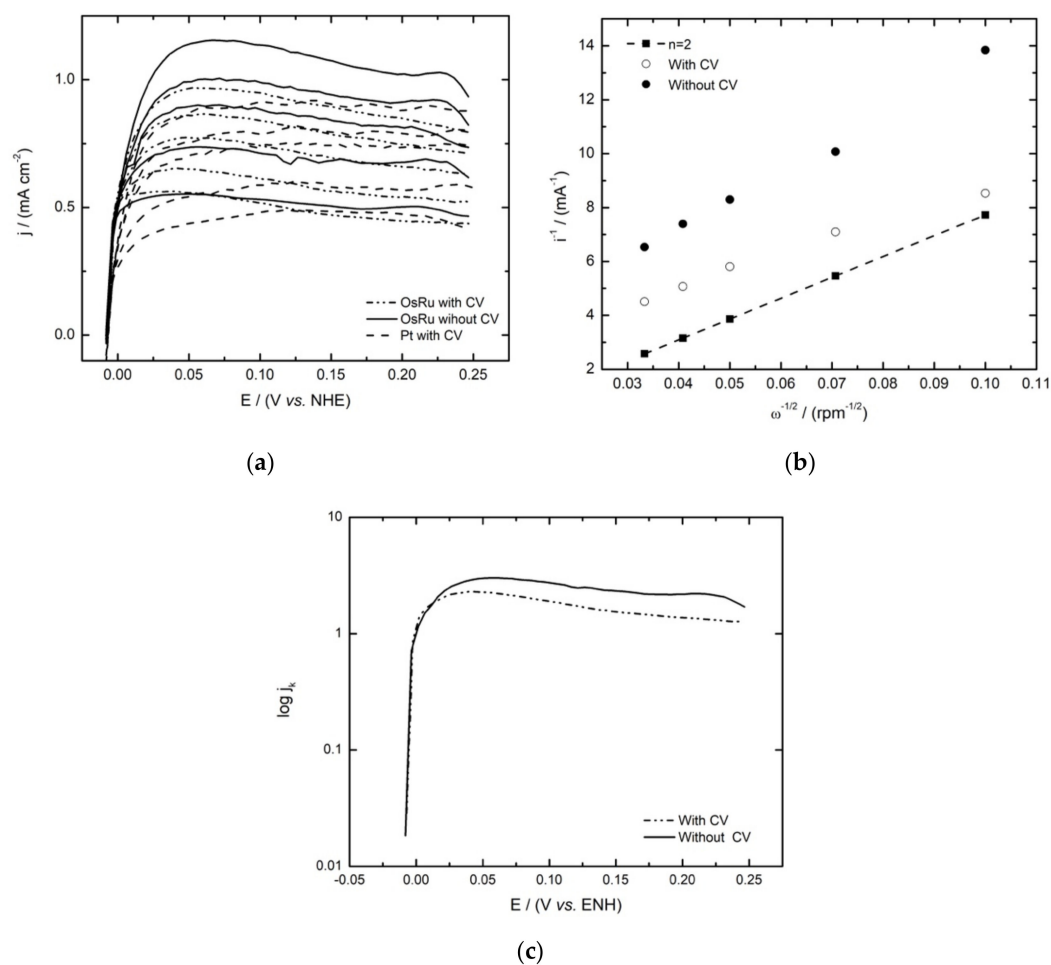 1.0
0.5
0.0
j / (mA cm-2)
OsRu with CV
OsRu wihout CV
Pt with CV
0.00 0.05 0.10 0.15 0.20 0.25
E / (V vs. NHE)
(a)
14
12
10
8
6
4
2
i-1 / (mA-1)
n=2
With CV
Without CV
0.03 0.04 0.05 0.06 0.07 0.08 0.09 0.10 0.11
ω-1/2 / (rpm-1/2)
(b)
10
1
0.1
0.01
log jk
With CV
Without CV
-0.05 0.00 0.05 0.10 0.15 0.20 0.25
E / (V vs. ENH)
(c)